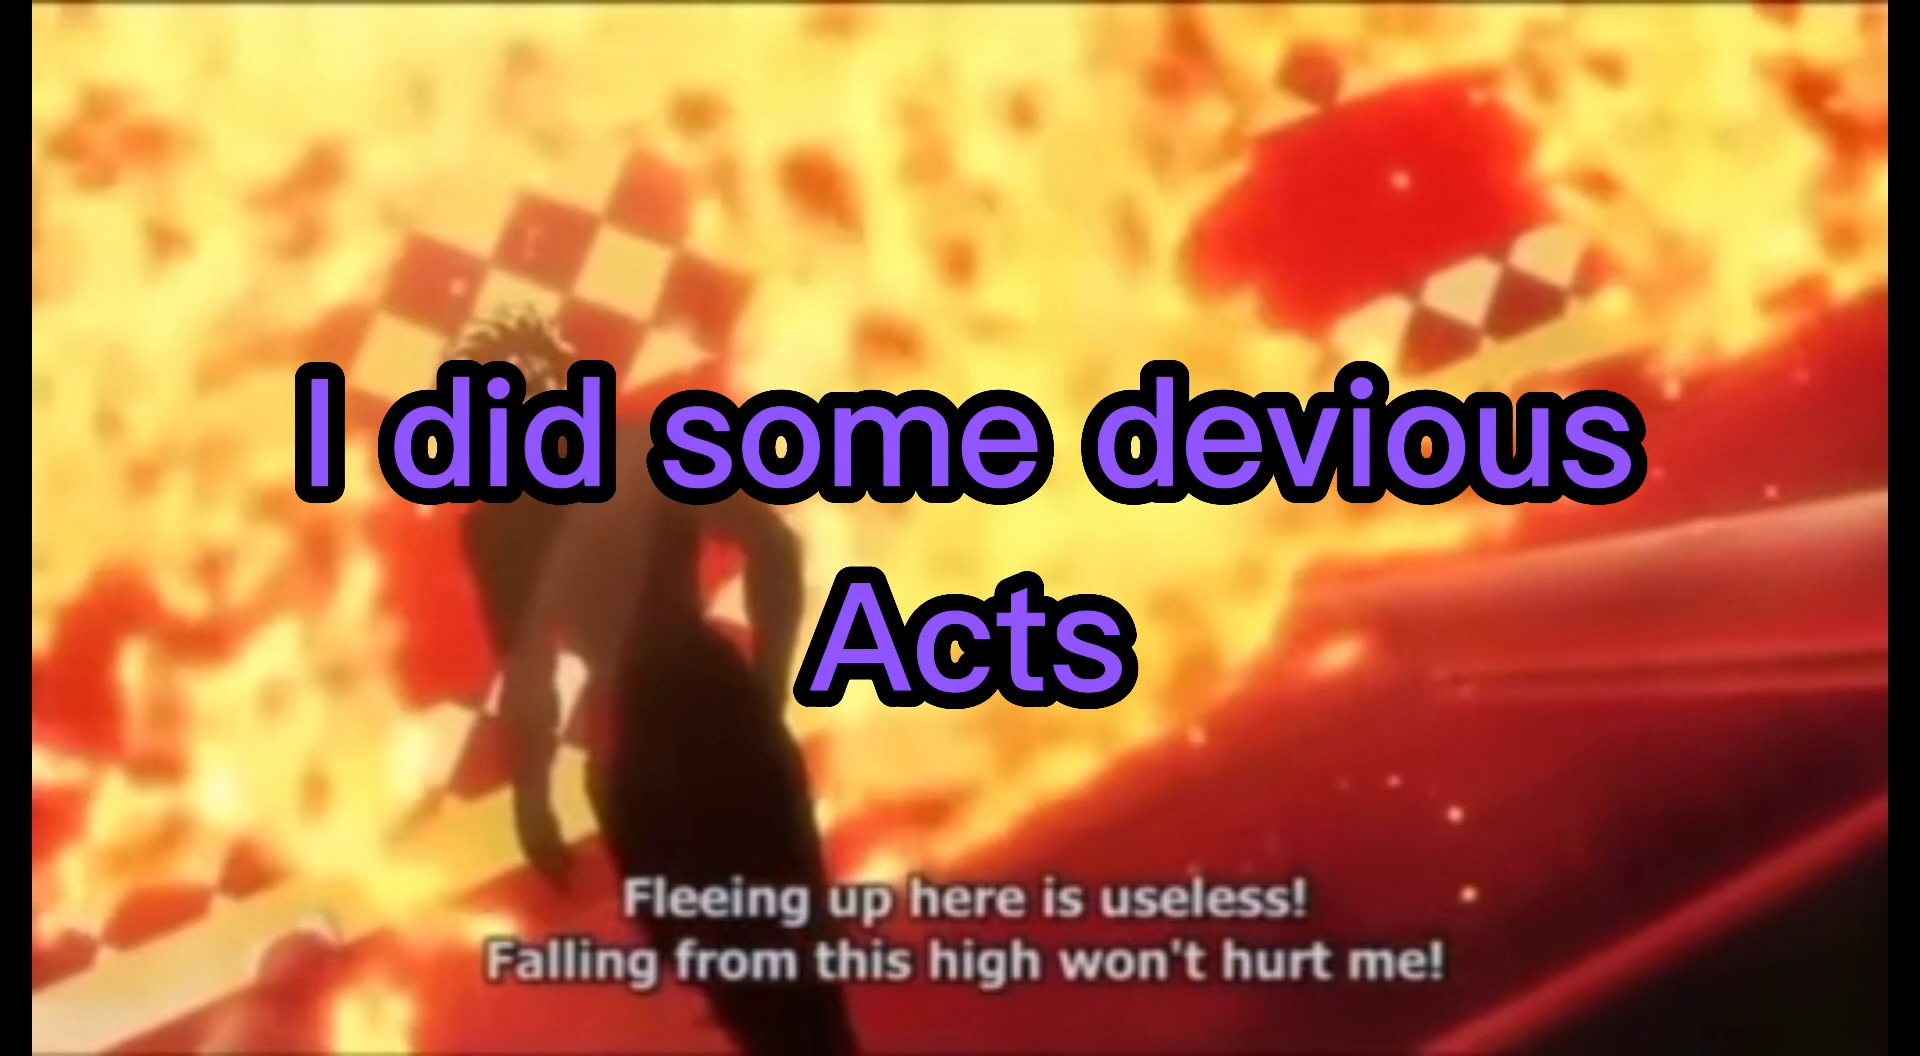 I did some devious
Acts
Fleeing up here is useless!
Falling from this high won't hurt me!